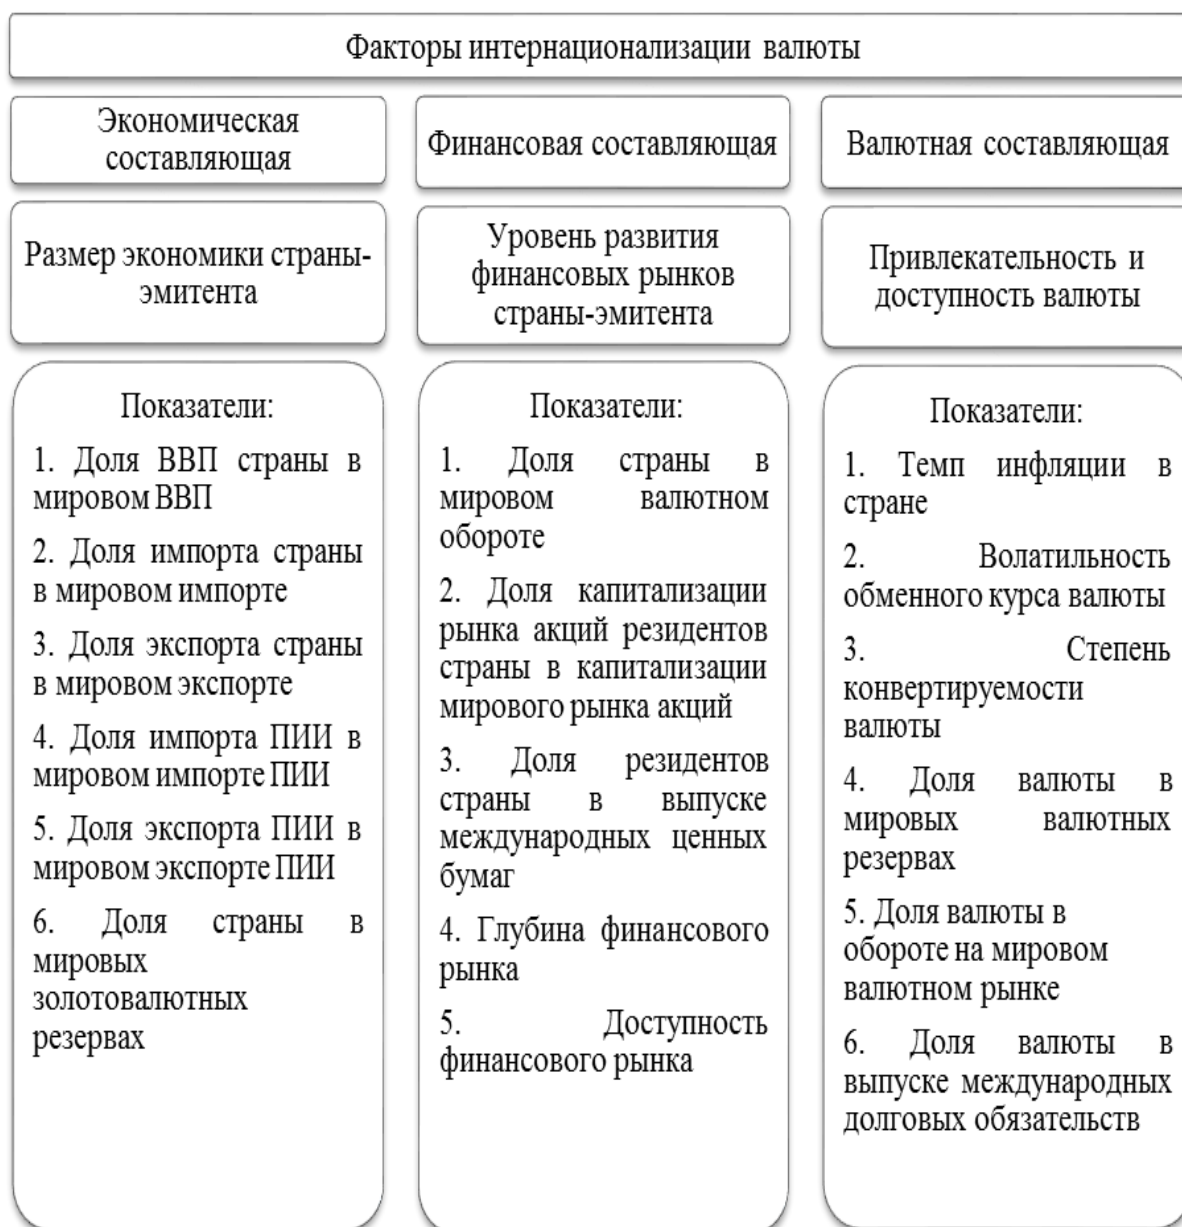 Факторы интернационализации валюты
Экономическая
составляющая
Финансовая составляющая
Валютная составляющая
Размер экономики страны-
эмитента
Уровень развития
финансовых рынков
страны-эмитента
Привлекательность и
доступность валюты
Показатели:
1. Доля ВВП страны в
мировом ВВП
2. Доля импорта страны
в мировом импорте
3. Доля экспорта страны
в мировом экспорте
4. Доля импорта ПИИ в
мировом импорте ПИИ
5. Доля экспорта ПИИ в
мировом экспорте ПИИ
6. Доля страны в
мировых
золотовалютных
резервах
Показатели:
1. Доля страны в
мировом валютном
обороте
2. Доля капитализации
рынка акций резидентов
страны в капитализации
мирового рынка акций
3. Доля резидентов
страны в выпуске
международных ценных
бумаг
4. Глубина финансового
рынка
5. Доступность
финансового рынка
Показатели:
1. Темп инфляции в
стране
2. Волатильность
обменного курса валюты
3. Степень
конвертируемости
валюты
4. Доля валюты в
мировых валютных
резервах
5. Доля валюты в
обороте на мировом
валютном рынке
6. Доля валюты в
выпуске международных
долговых обязательств